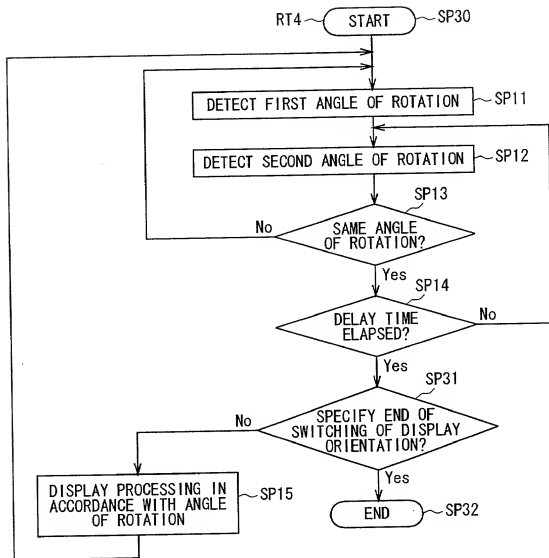 RT4 START SP30
DETECT FIRST ANGLE OF ROTATION SP11
DETECT SECOND ANGLE OF ROTATION SP12
SP13
No
SAME ANGLE
OF ROTATION?
Yes
SP14
DELAY TIME
ELAPSED?
No
Yes
SP31
No
SPECIFY END OF
SWITCHING OF DISPLAY
ORIENTATION?
Yes
DISPLAY PROCESSING IN
ACCORDANCE WITH ANGLE
OF ROTATION
SP15
END SP32